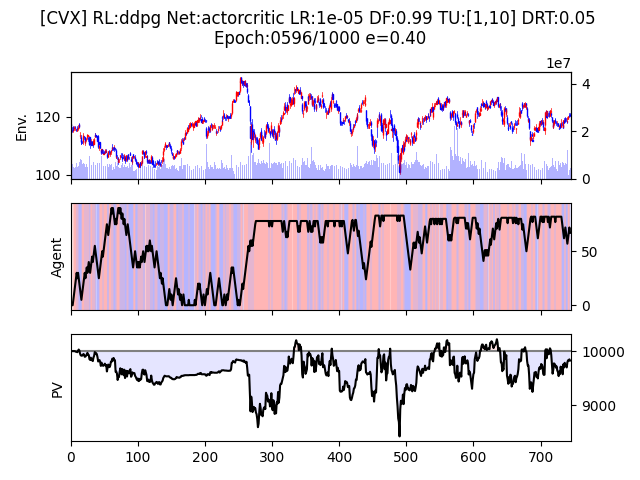 [CVX] RL:ddpg Net:actorcritic LR:1e-05 DF:0.99 TU:[1,10] DRT:0.05
Epoch:0596/1000 e=0.40
1e7
Env.
120
100
4
2
0
Agent
50
0
PV
10000
9000
0 100 200 300 400 500 600 700